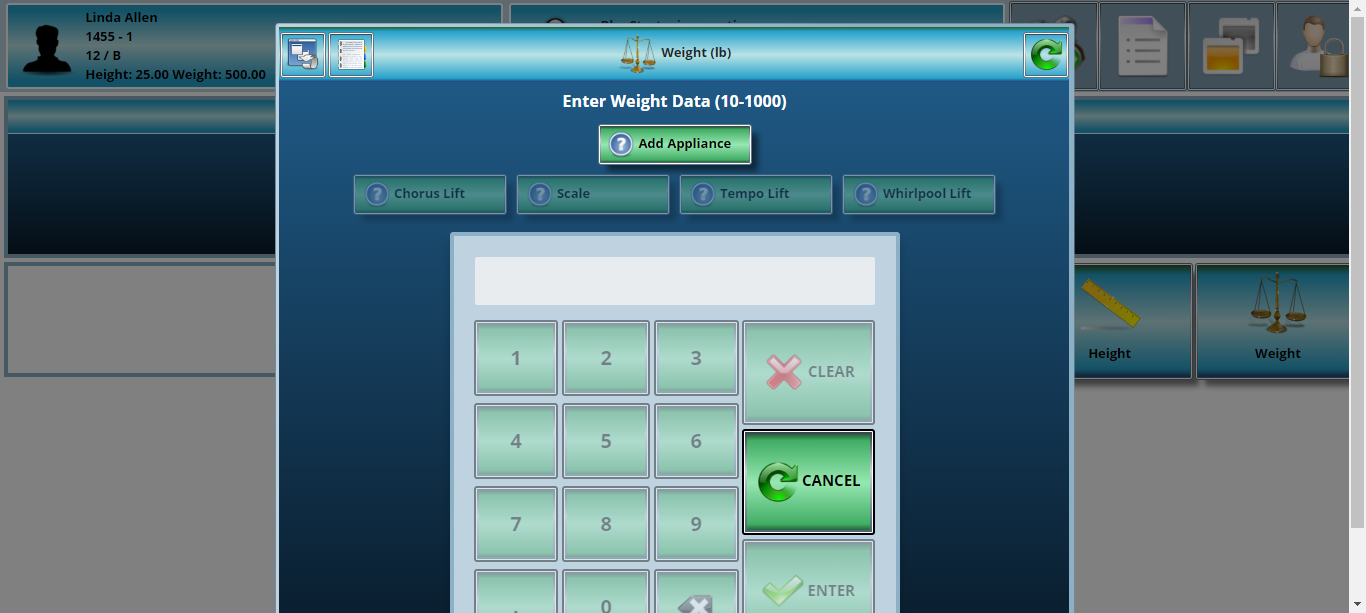 Linda Allen
1455 - 1
12 / B
Height: 25.00 Weight: 500.00
Weight (lb)
Enter Weight Data (10-1000)
Add Appliance
Chorus Lift
Scale
Tempo Lift
Whirlpool Lift
1
2
3
CLEAR
4
5
6
CANCEL
7
8
9
ENTER
.
0
Height
Weight